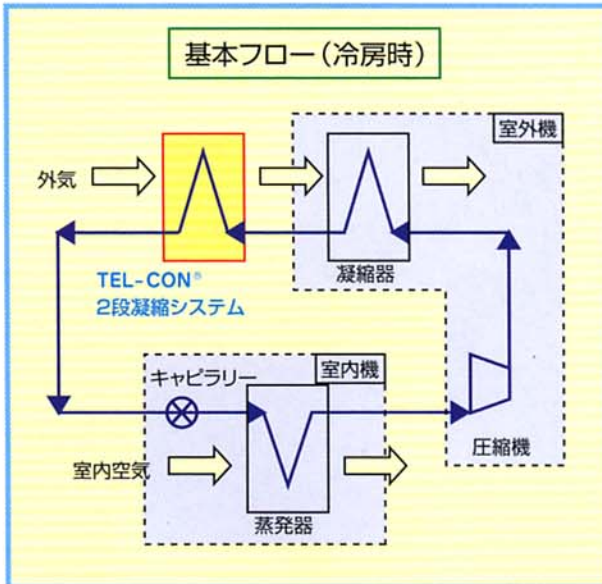 基本フロー（冷房時）
室外機
外気
凝縮器
TEL-CON®
2段凝縮システム
キャピラリー
室内機
圧縮機
室内空気
蒸発器